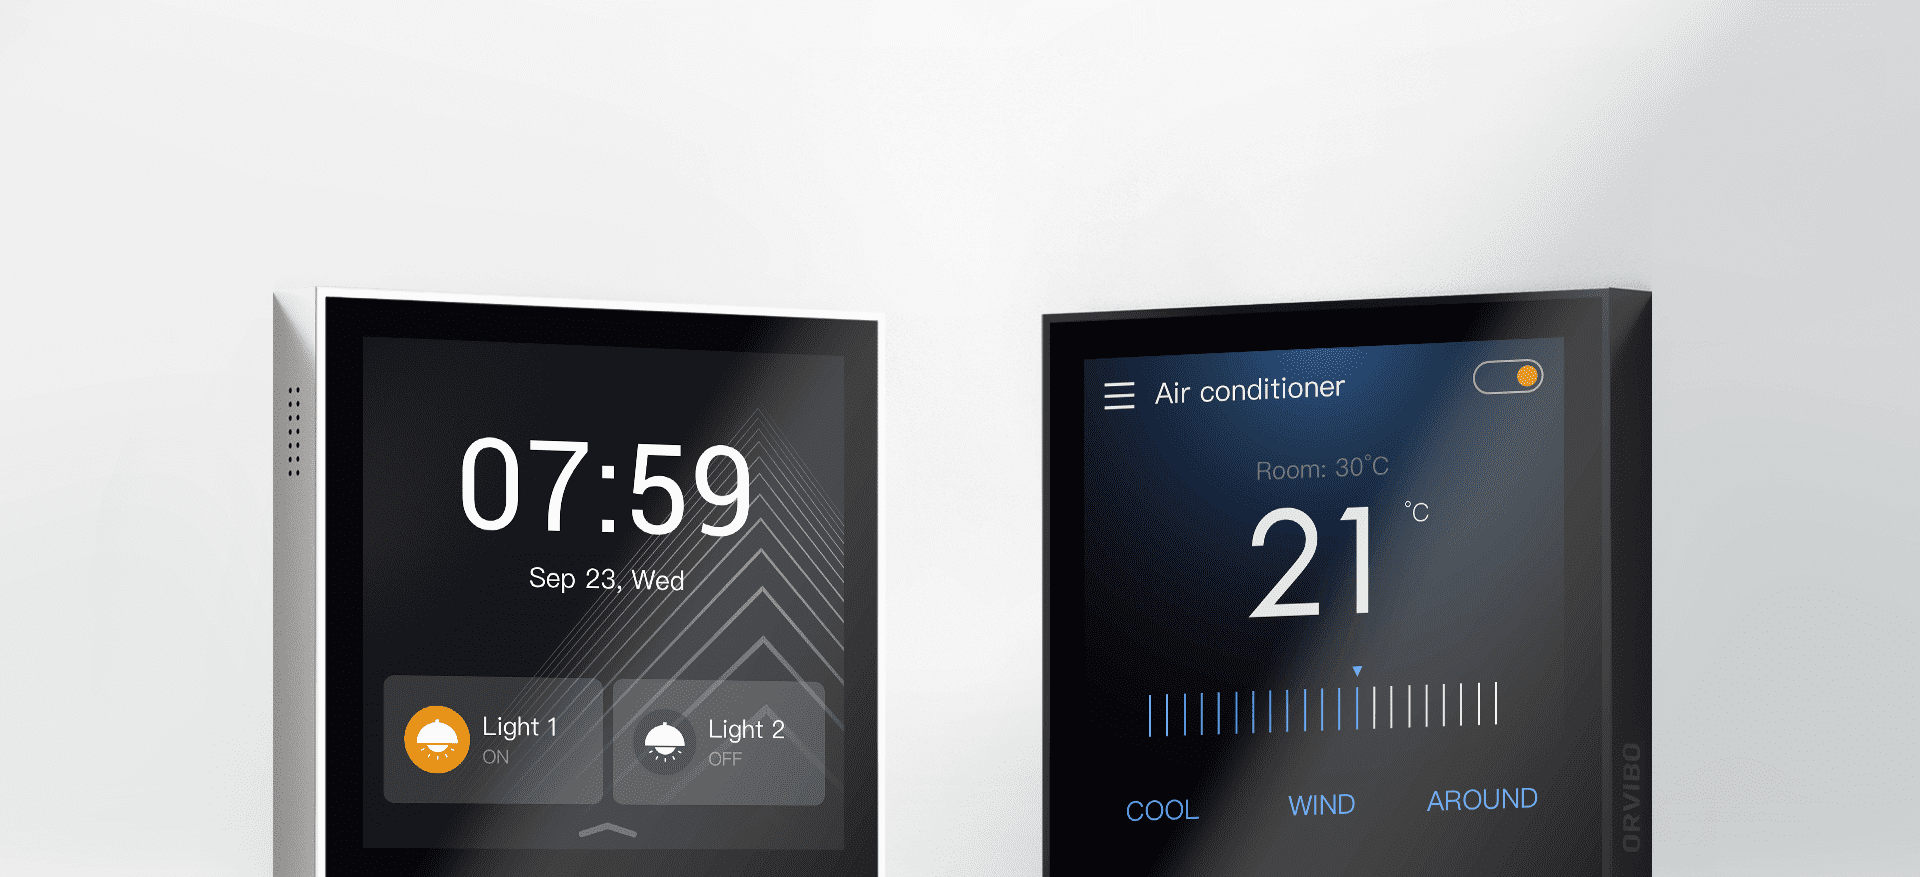 07:59
Sep 23, Wed
Light 1
ON
Light 2
OFF
Air conditioner
Room: 30°C
21 °C
COOL WIND AROUND
ORVIBO